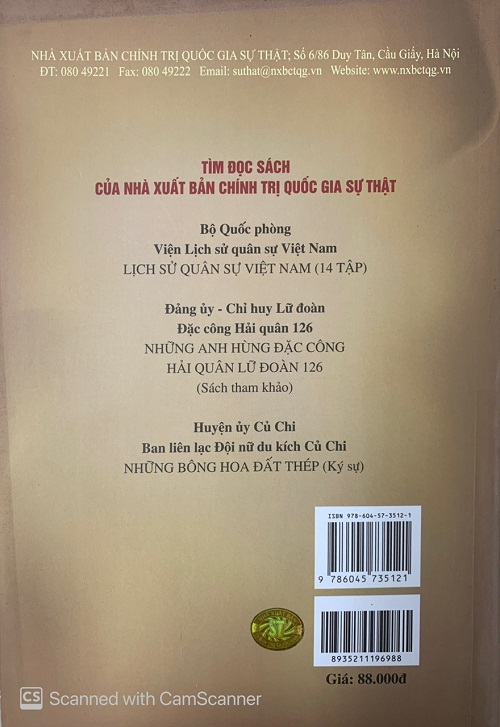 NHÀ XUẤT BẢN CHÍNH TRỊ QUỐC GIA SỰ THẬT; Số 6/86 Duy Tân, Cầu Giấy, Hà Nội
ĐT: 080 49221 Fax: 080 49222 Email: suthat@nxbctqg.vn Website: www.nxbctqg.vn
TÌM ĐỌC SÁCH
CỦA NHÀ XUẤT BẢN CHÍNH TRỊ QUỐC GIA SỰ THẬT
Bộ Quốc phòng
Viện Lịch sử quân sự Việt Nam
LỊCH SỬ QUÂN SỰ VIỆT NAM (14 TẬP)
Đảng ủy - Chỉ huy Lữ đoàn
Đặc công Hải quân 126
NHỮNG ANH HÙNG ĐẶC CÔNG
HẢI QUÂN LỮ ĐOÀN 126
(Sách tham khảo)
Huyện ủy Củ Chi
Ban liên lạc Đội nữ du kích Củ Chi
NHỮNG BÔNG HOA ĐẤT THÉP (Ký sự)
ISBN 978-604-57-3512-1
9 786045 735121
8935211196988
Giá: 88.000đ
CS Scanned with CamScanner